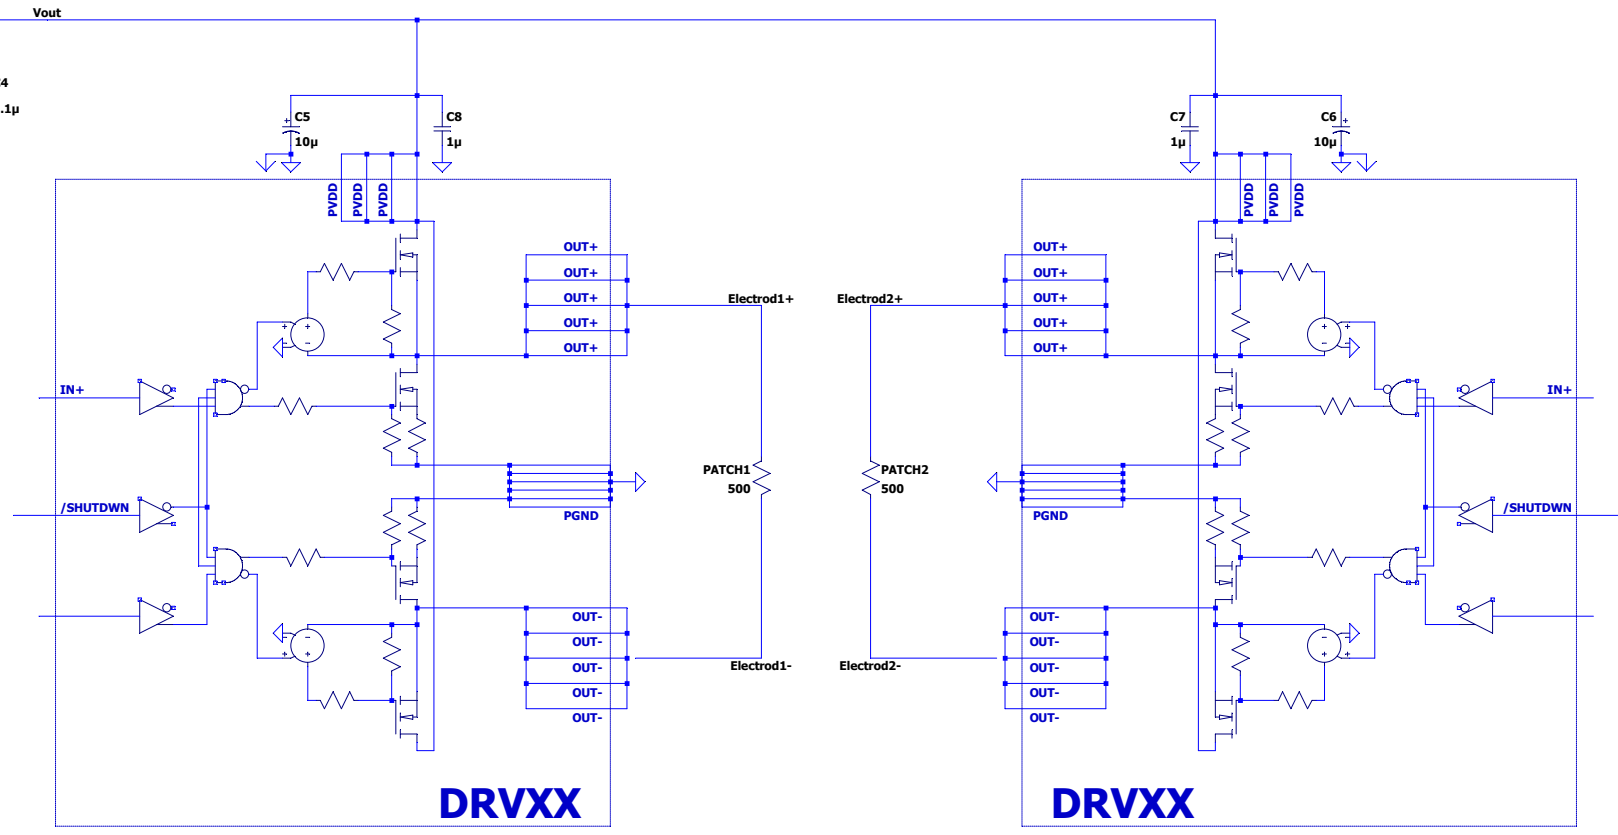 Vout
4
.1µ
C5
10µ
C8
1µ
C7
1µ
C6
10µ
PVDD
PVDD
PVDD
PVDD
PVDD
PVDD
OUT+
OUT+
OUT+
OUT+
OUT+
OUT+
OUT+
OUT+
OUT+
OUT+
Electrod1+
Electrod2+
IN+
IN+
PATCH1
500
PATCH2
500
/SHUTDWN
PGND
PGND
/SHUTDWN
OUT-
OUT-
OUT-
OUT-
OUT-
OUT-
OUT-
OUT-
OUT-
OUT-
Electrod1-
Electrod2-
DRVXX
DRVXX